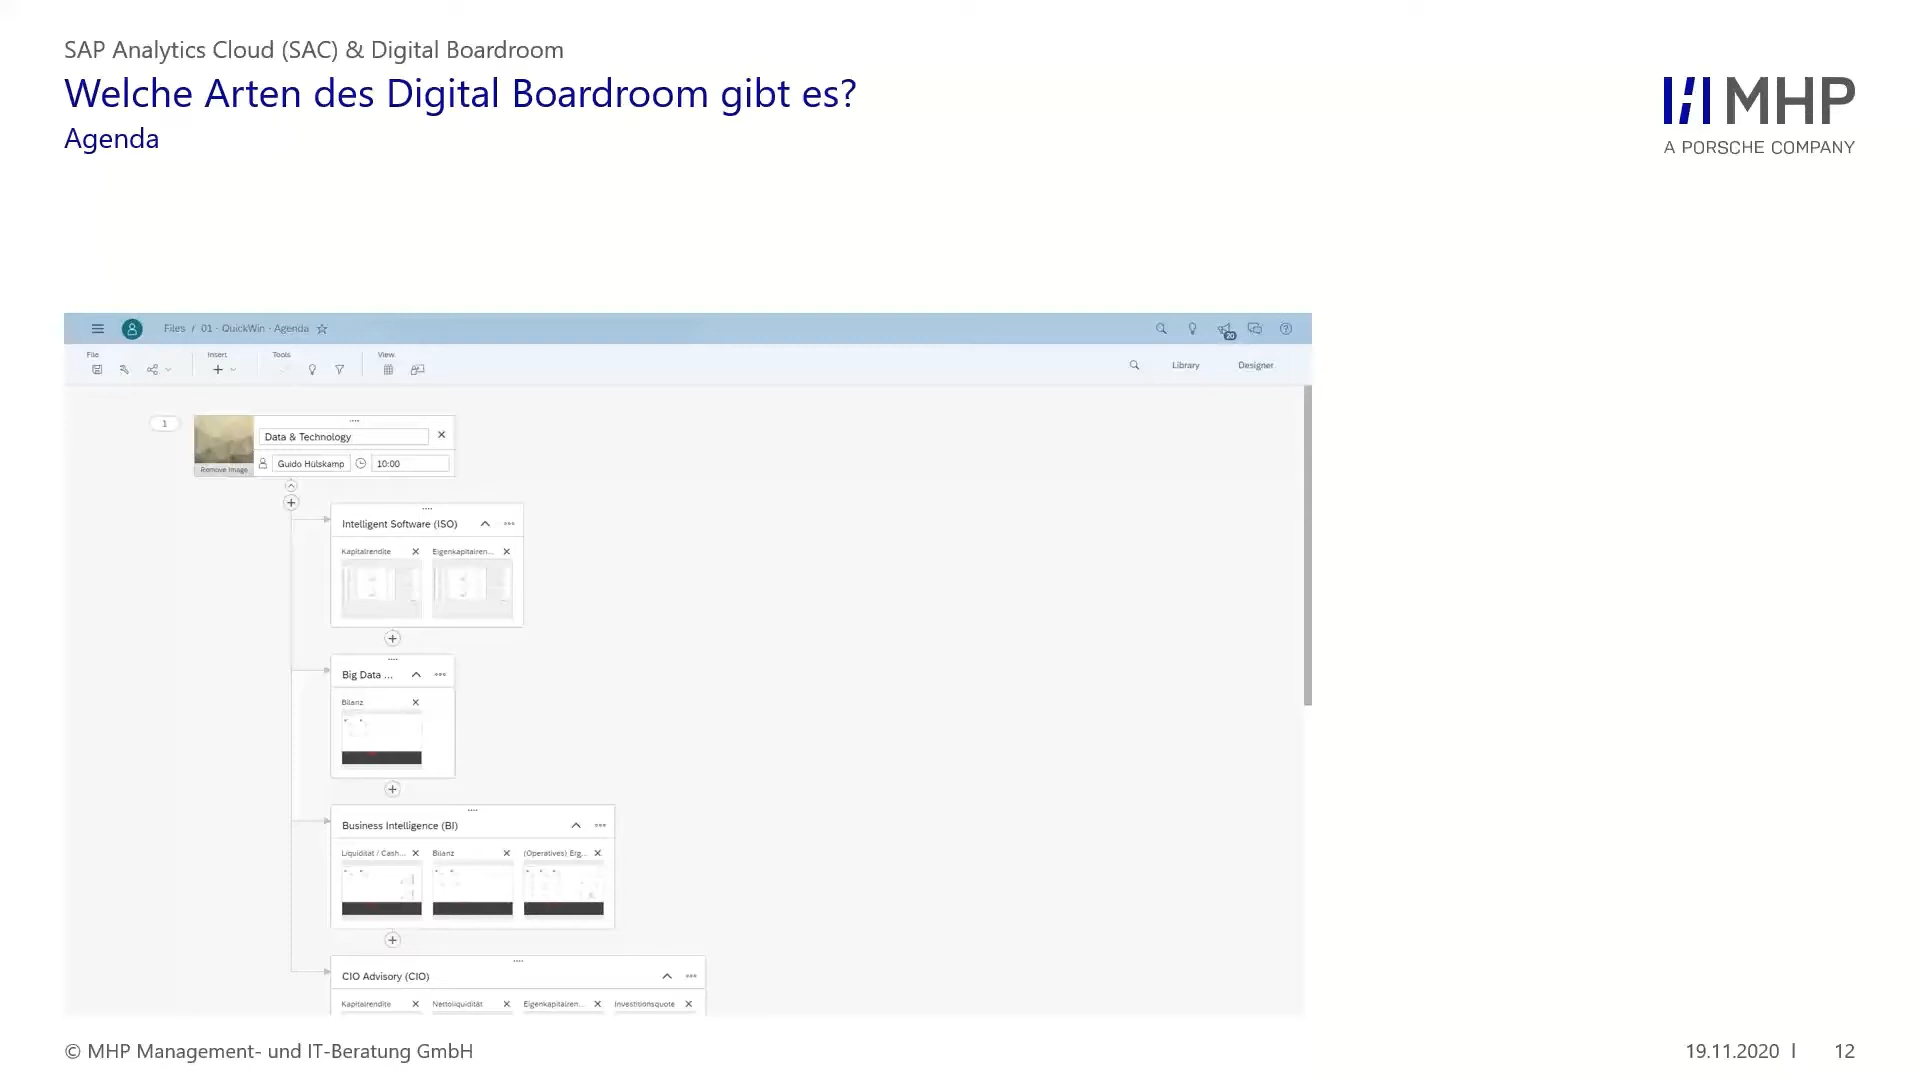 SAP Analytics Cloud (SAC) & Digital Boardroom
Welche Arten des Digital Boardroom gibt es?
Agenda
MHP
A PORSCHE COMPANY
Files / 01 - QuickWin - Agenda
20
File Insert Tools View
Library Designer
1
Data & Technology
Remove Image Guido Hülskamp 10:00
Intelligent Software (ISO)
Kapitalrendite Eigenkapitalren...
Big Data ...
Bilanz
Business Intelligence (BI)
Liquidität / Cash... Bilanz (Operatives) Erg...
CIO Advisory (CIO)
Kapitalrendite Nettoliquidität Eigenkapitalren... Investitionsquote
© MHP Management- und IT-Beratung GmbH
19.11.2020 I 12